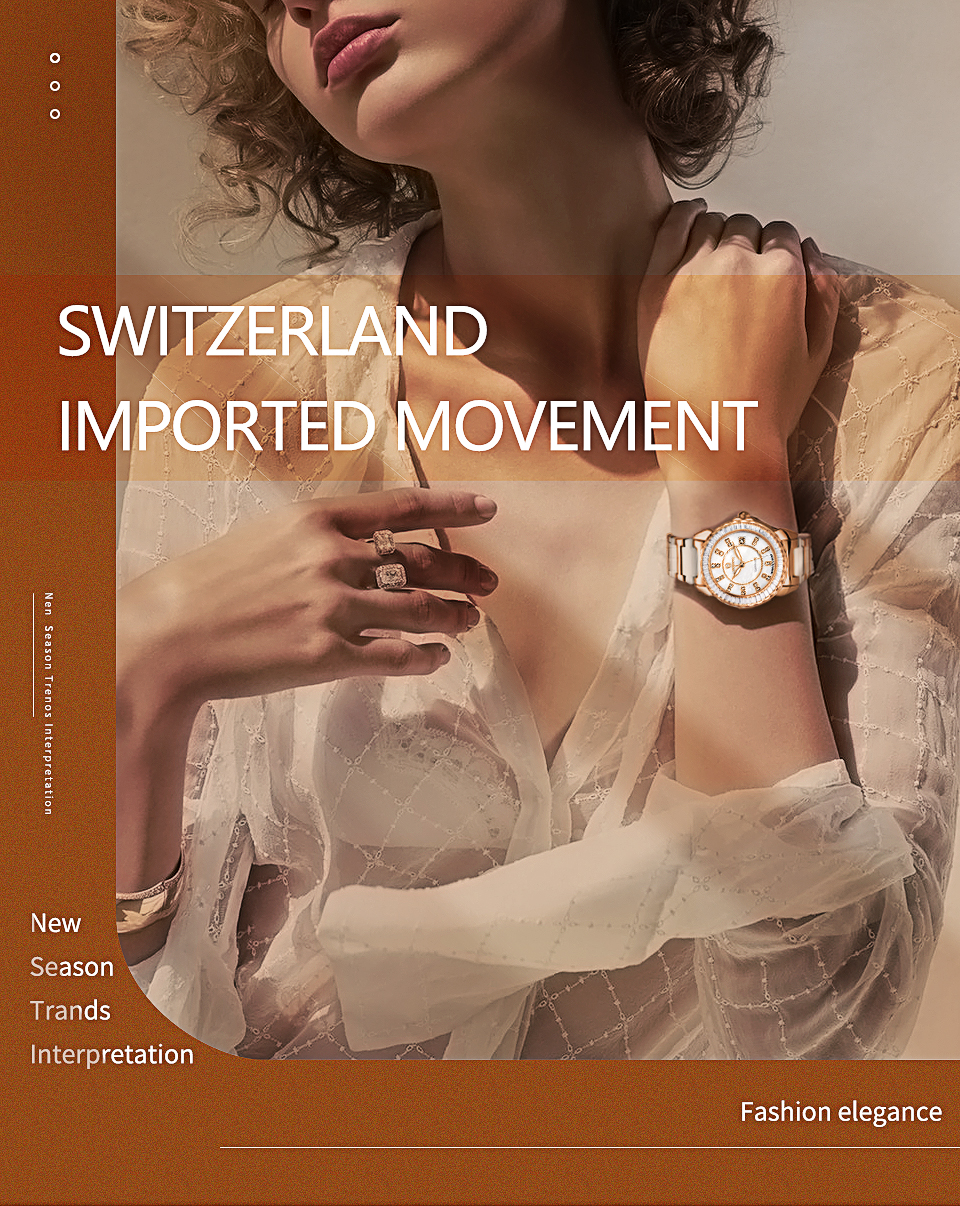 SWITZERLAND
IMPORTED MOVEMENT
Nen Season Trenos Interpretation
New
Season
Trands
Interpretation
Fashion elegance